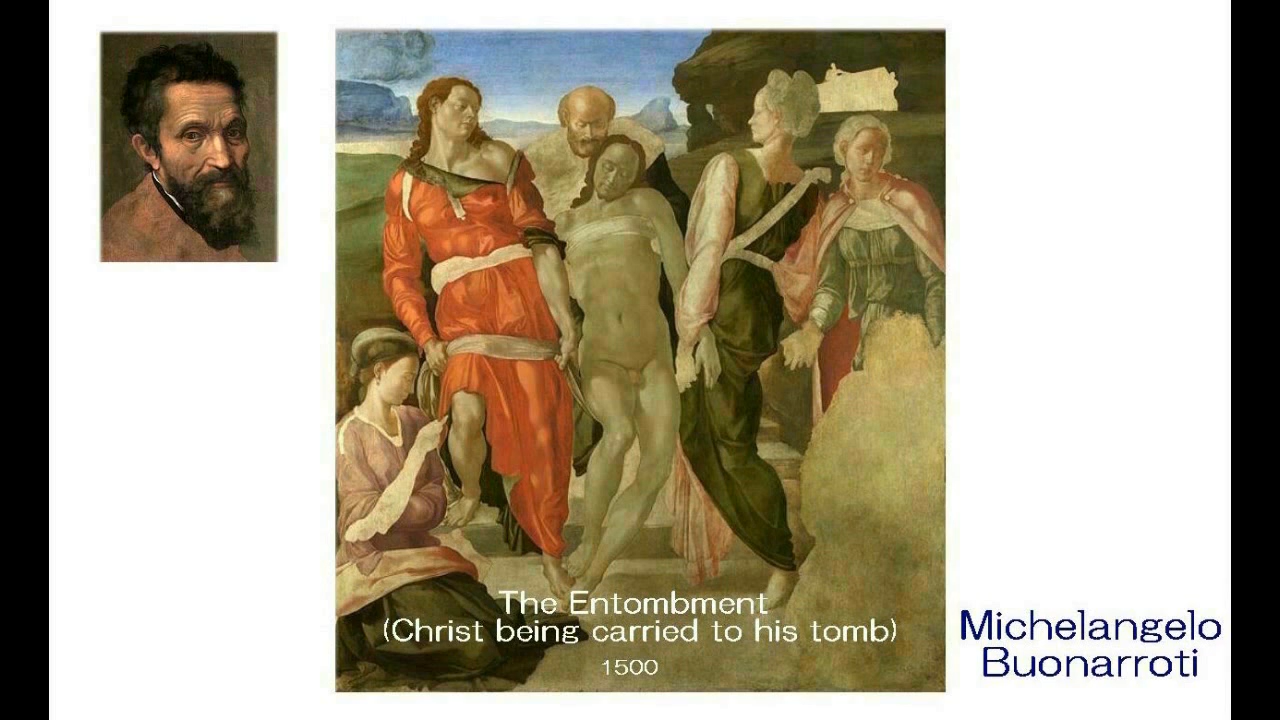 The Entombment
(Christ being carried to his tomb)
1500
Michelangelo
Buonarroti